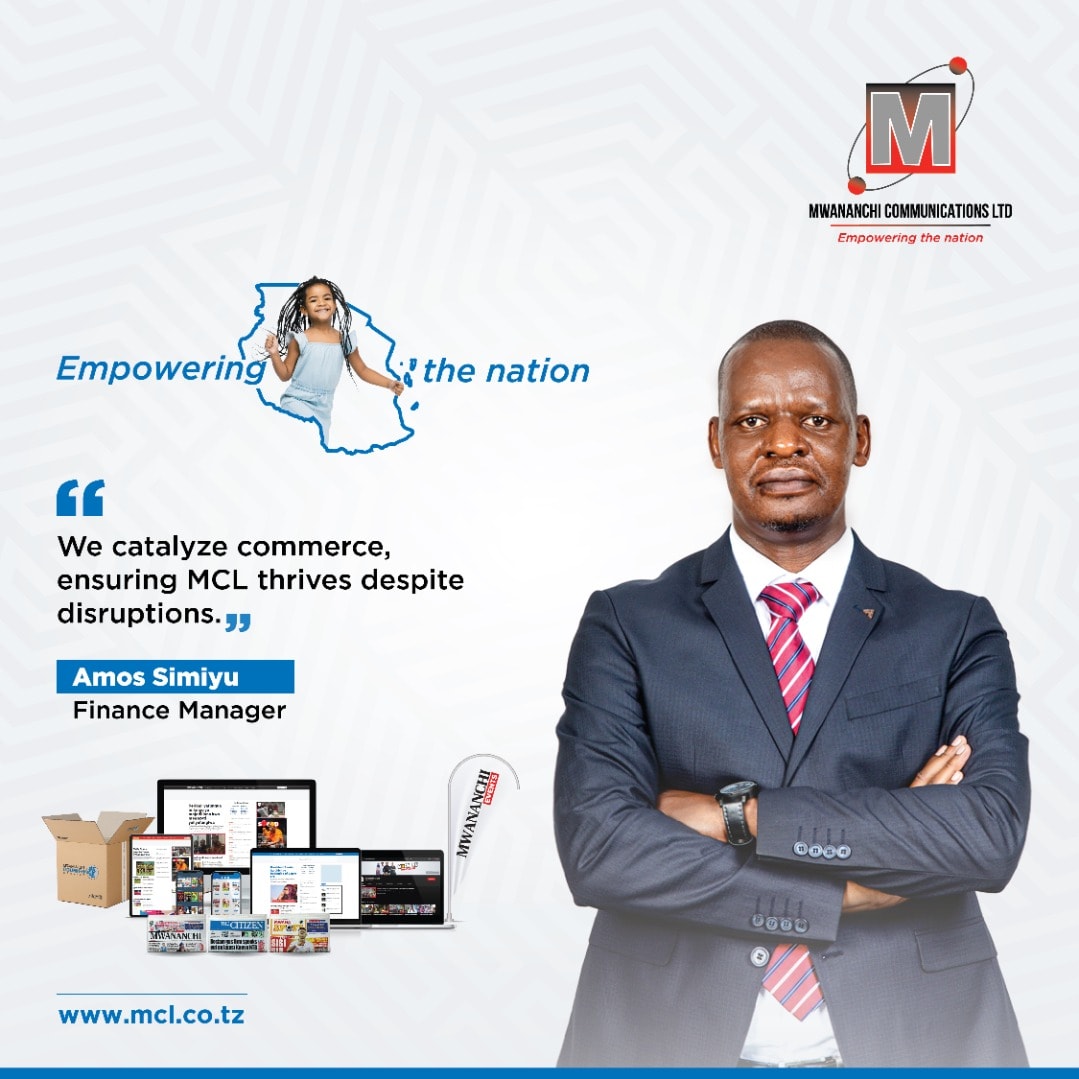 M
MWANANCHI COMMUNICATIONS LTD
Empowering the nation
Empowering the nation
“
We catalyze commerce,
ensuring MCL thrives despite
disruptions.”
Amos Simiyu
Finance Manager
MWANANCHI
EVENTS
MWANANCHI
THE CITIZEN
www.mcl.co.tz